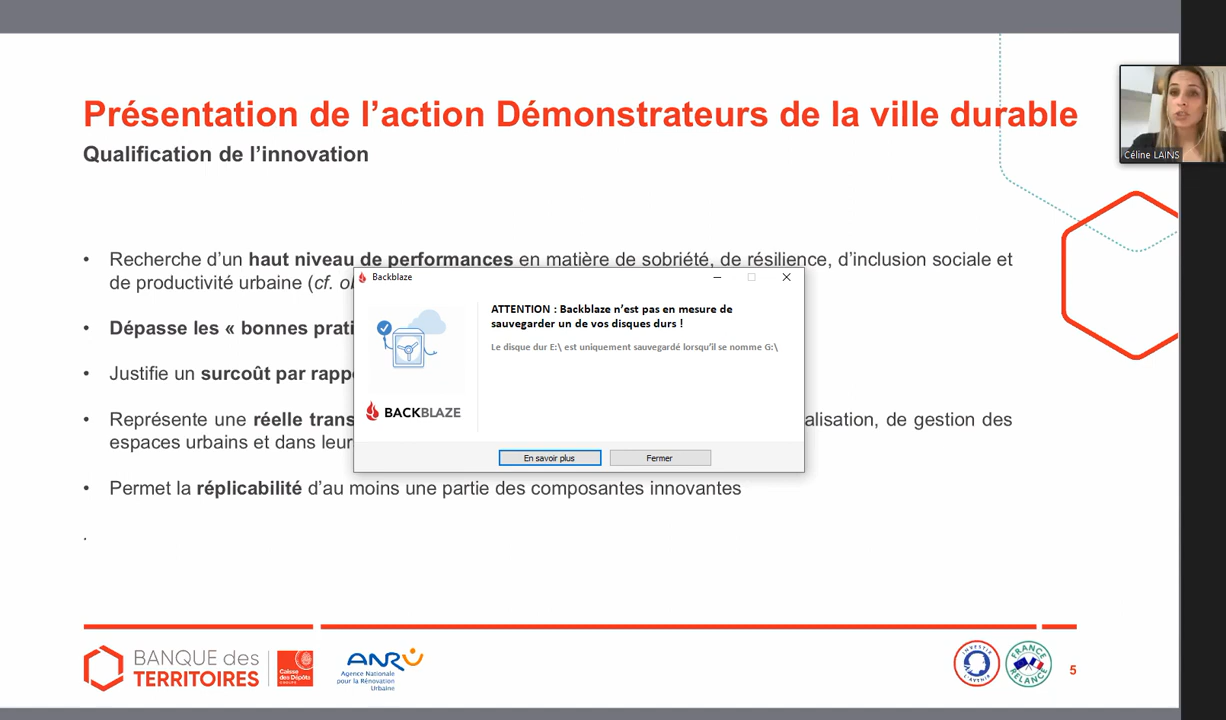 Présentation de l’action Démonstrateurs de la ville durable
Qualification de l’innovation
Céline LAINS
• Recherche d’un haut niveau de performances en matière de sobriété, de résilience, d’inclusion sociale et
de productivité urbaine (cf.
Backblaze
ATTENTION : Backblaze n’est pas en mesure de
sauvegarder un de vos disques durs !
Le disque dur E:\ est uniquement sauvegardé lorsqu’il se nomme G:\
BACKBLAZE
En savoir plus
Fermer
• Dépasse les « bonnes
• Justifie un surcoût par
• Représente une réelle
de gestion des
espaces urbains et dans leur
• Permet la réplicabilité d’au moins une partie des composantes innovantes
.
BANQUE des
TERRITOIRES
Caisse
des Dépôts
GROUPE
ANRU
Agence Nationale
pour la Rénovation
Urbaine
INVESTIR
L'AVENIR
FRANCE
RELANCE
5